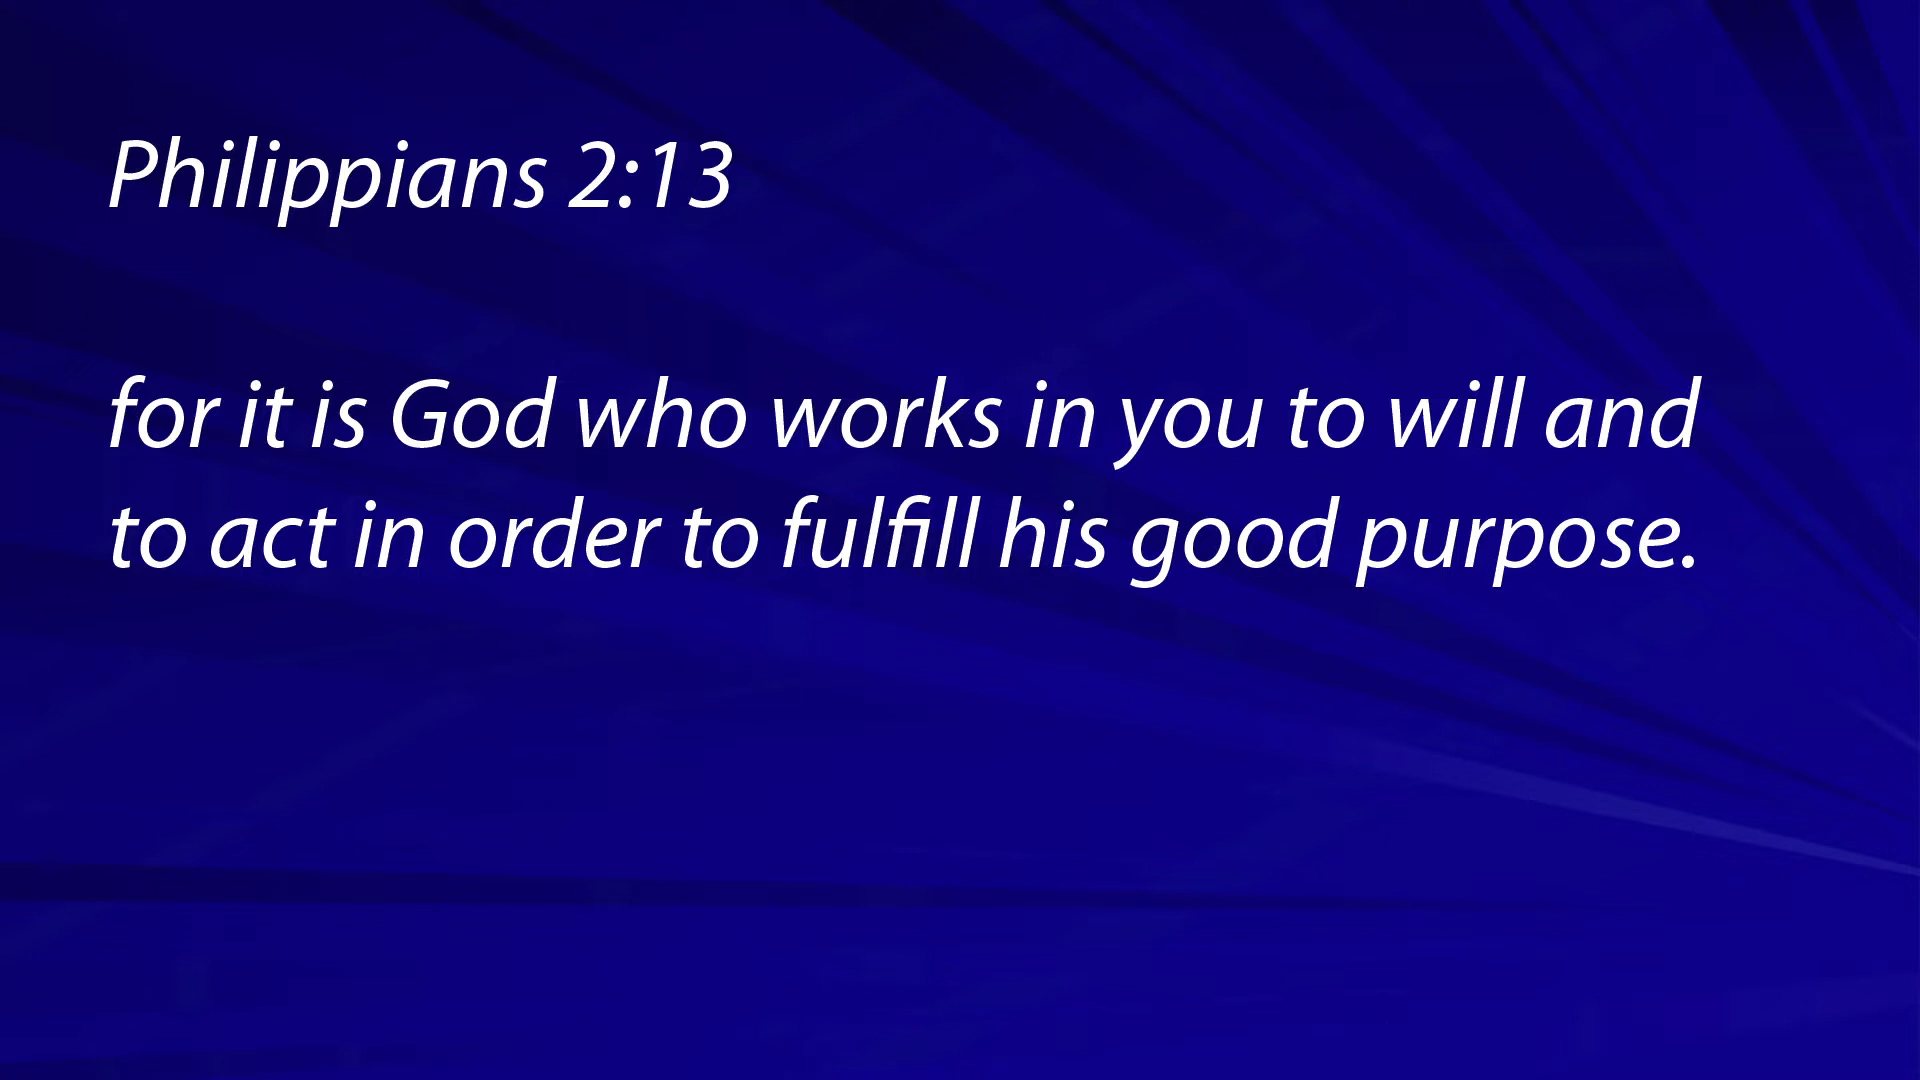 Philippians 2:13
for it is God who works in you to will and
to act in order to fulfill his good purpose.